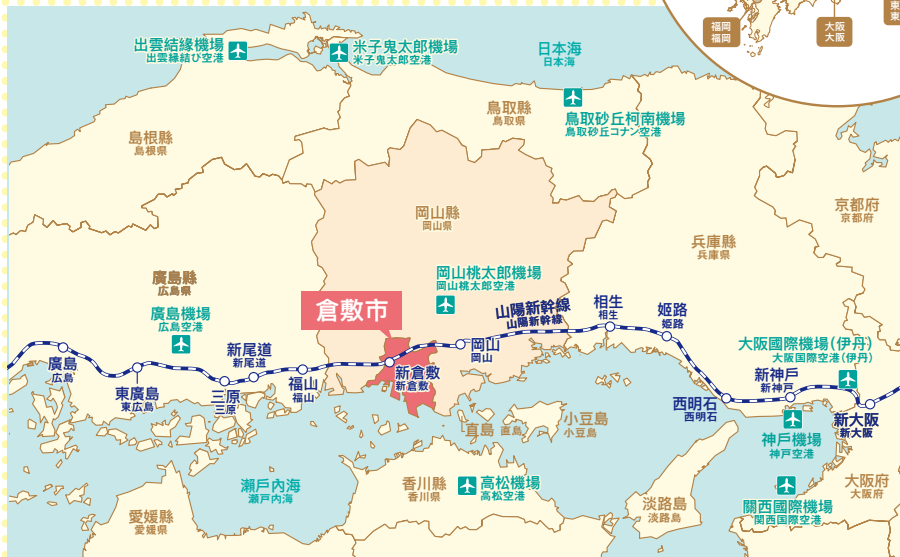 福岡
福岡
大阪
大阪
出雲結緣機場
出雲縁結び空港
米子鬼太郎機場
米子鬼太郎空港
日本海
日本海
鳥取縣
鳥取県
鳥取砂丘柯南機場
鳥取砂丘コナン空港
島根縣
島根県
京都府
京都府
岡山縣
岡山県
兵庫縣
兵庫県
廣島縣
広島県
岡山桃太郎機場
岡山桃太郎空港
倉敷市
山陽新幹線
山陽新幹線
相生
相生
姬路
姫路
廣島機場
広島空港
大阪國際機場(伊丹)
大阪国際空港(伊丹)
廣島
広島
東廣島
東広島
三原
三原
新尾道
新尾道
福山
福山
新倉敷
新倉敷
岡山
岡山
西明石
西明石
新神戶
新神戸
新大阪
新大阪
直島 直島
小豆島
小豆島
神戶機場
神戸空港
瀨戶內海
瀬戸内海
香川縣
香川県
高松機場
高松空港
淡路島
淡路島
關西國際機場
関西国際空港
大阪府
大阪府
愛媛縣
愛媛県